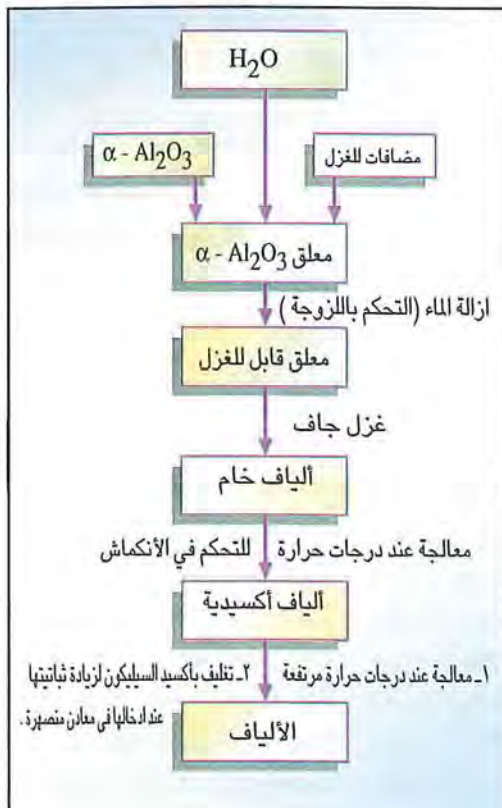 H₂O
α - Al₂O₃
مضافات للغزل
معلق α - Al₂O₃
ازالة الماء (التحكم باللزوجة)
معلق قابل للغزل
غزل جاف
ألياف خام
معالجة عند درجات حرارة للتحكم في الأنكماش
ألياف أكسيدية
١ـ معالجة عند درجات حرارة مرتفعة
٢ـ تغليف بأكسيد السيليكون لزيادة ثباتيتها
عند ادخالها في معادن منصهرة .
الألياف